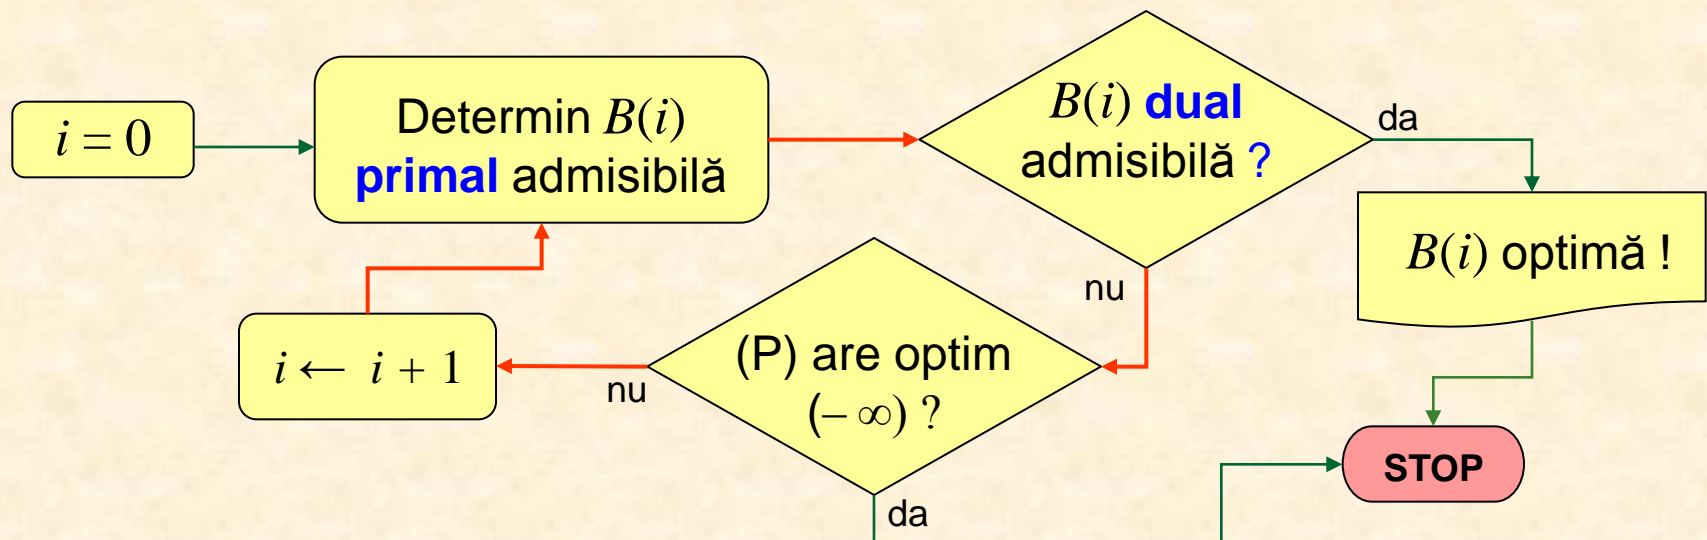 i = 0
Determin B(i)
primal admisibilă
B(i) dual
admisibilă ?
da
B(i) optimă !
nu
(P) are optim
(– ∞) ?
nu
i ← i + 1
STOP
da